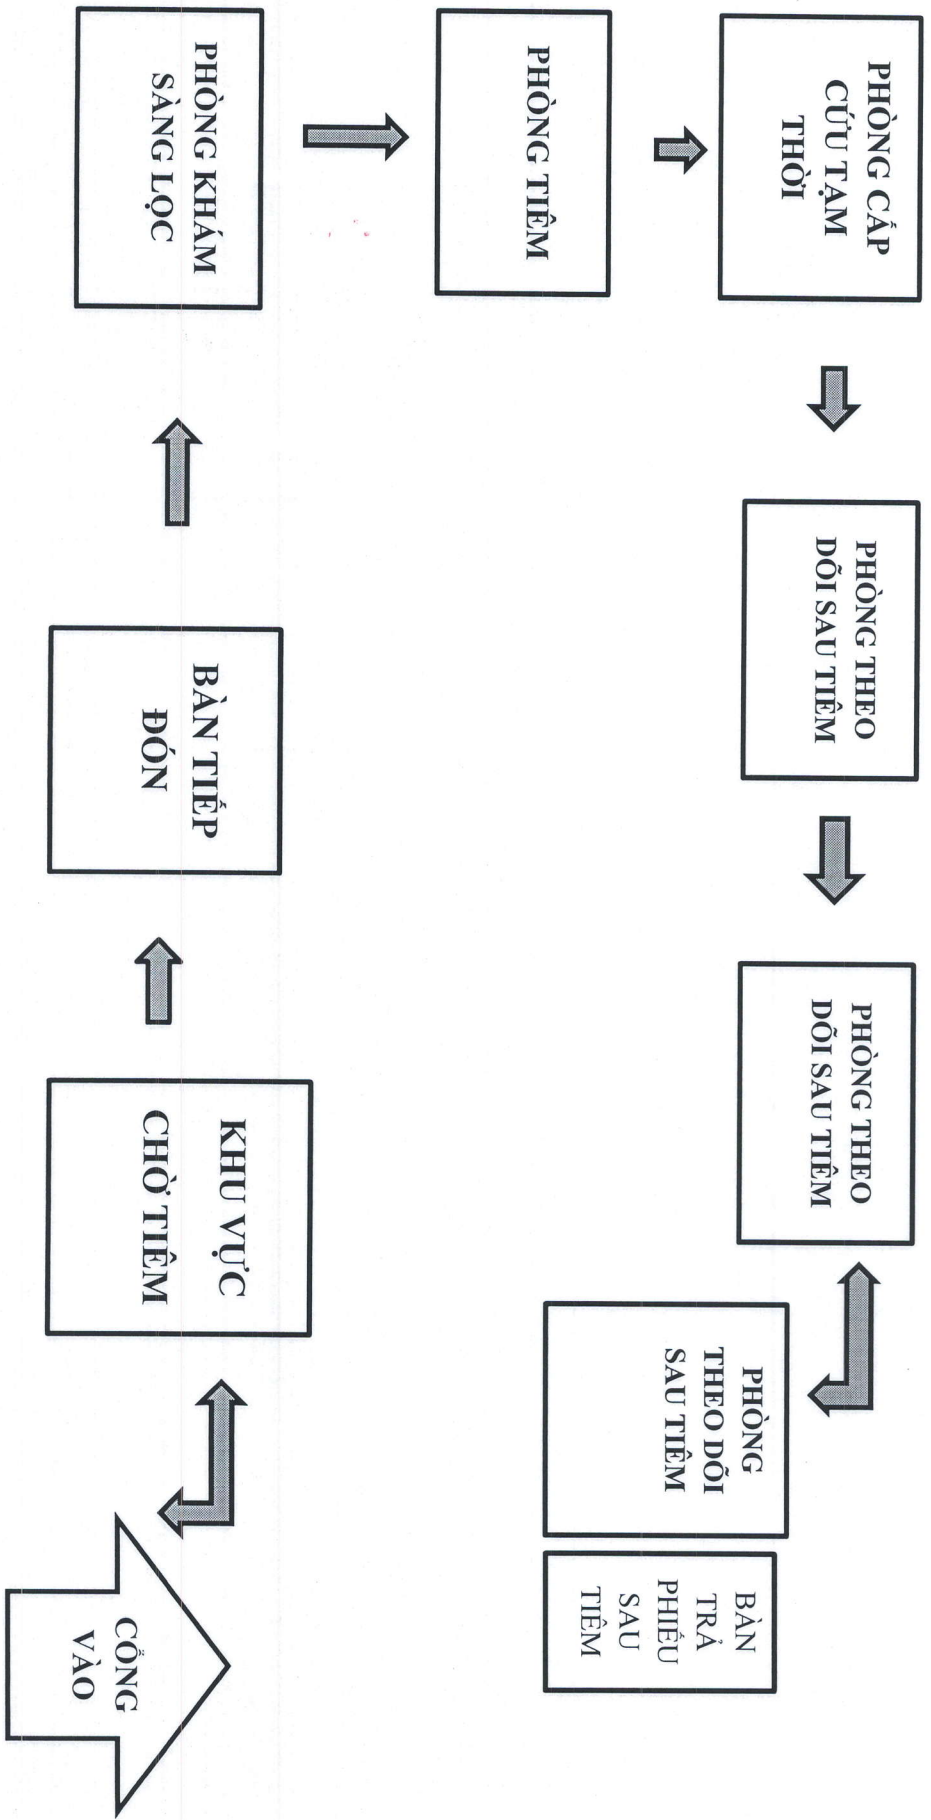 PHÒNG CẤP
CỨU TẠM
THỜI
PHÒNG THEO
DÕI SAU TIÊM
PHÒNG THEO
DÕI SAU TIÊM
PHÒNG
THEO DÕI
SAU TIÊM
BÀN
TRẢ
PHIẾU
SAU
TIÊM
PHÒNG TIÊM
PHÒNG KHÁM
SÀNG LỌC
BÀN TIẾP
ĐÓN
KHU VỰC
CHỜ TIÊM
CỔNG
VÀO